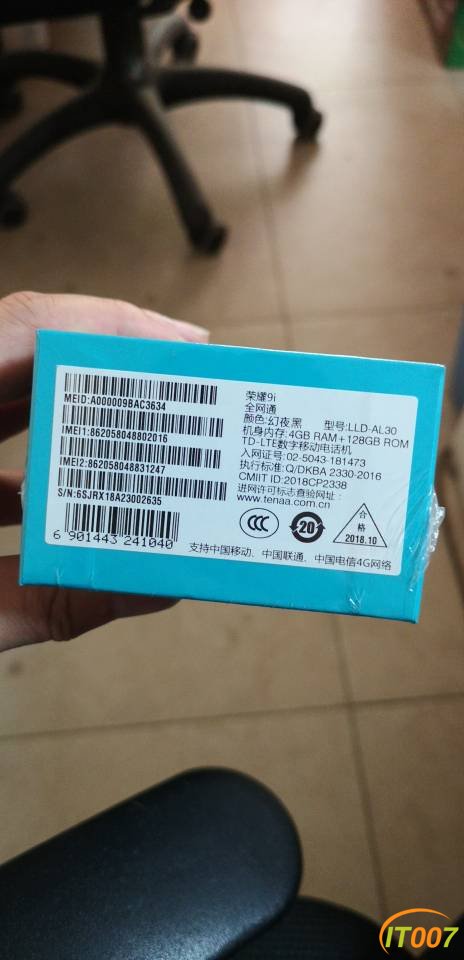 MEID:A000009BAC3634
IMEI1:862058048802016
IMEI2:862058048831247
S/N:6SJRX18A23002635
6 901443 241040
荣耀9i
全网通
颜色:幻夜黑 型号:LLD-AL30
机身内存:4GB RAM+128GB ROM
TD-LTE数字移动电话机
入网证号:02-5043-181473
执行标准:Q/DKBA 2330-2016
CMIIT ID:2018CP2338
进网许可标志查验网址:
www.tenaa.com.cn
CCC
20
合
格
2018.10
支持中国移动、中国联通、中国电信4G网络
IT007